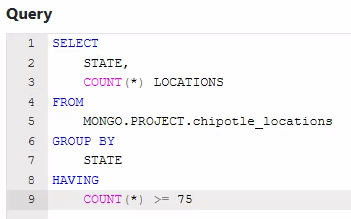 Query
1 SELECT
2 STATE,
3 COUNT(*) LOCATIONS
4 FROM
5 MONGO.PROJECT.chipotle_locations
6 GROUP BY
7 STATE
8 HAVING
9 COUNT(*) >= 75